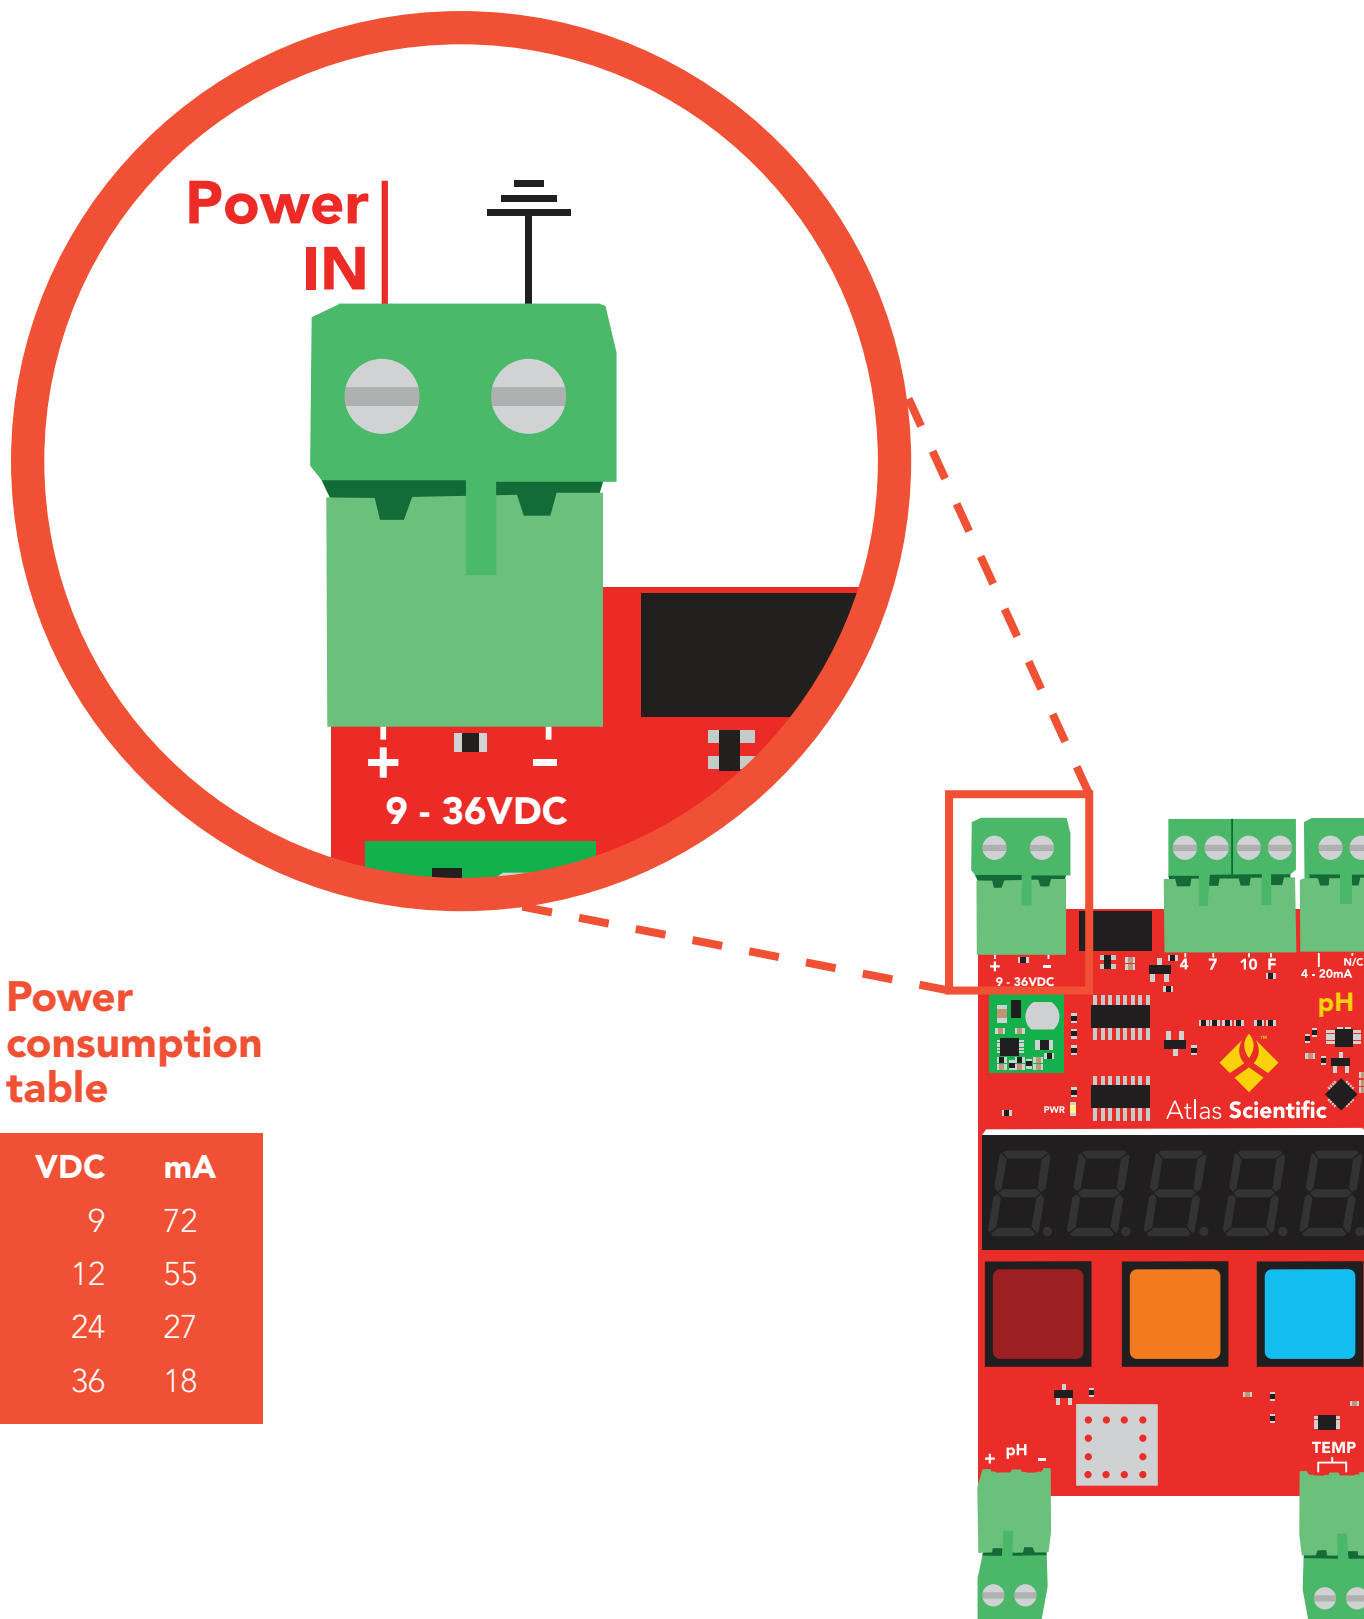 Power
IN
+ -
9 - 36VDC
Power
consumption
table
VDC mA
9 72
12 55
24 27
36 18
+ -
9 - 36VDC
4 7 10 F
N/C
4 - 20mA
pH
™
PWR
Atlas Scientific
+ pH -
TEMP